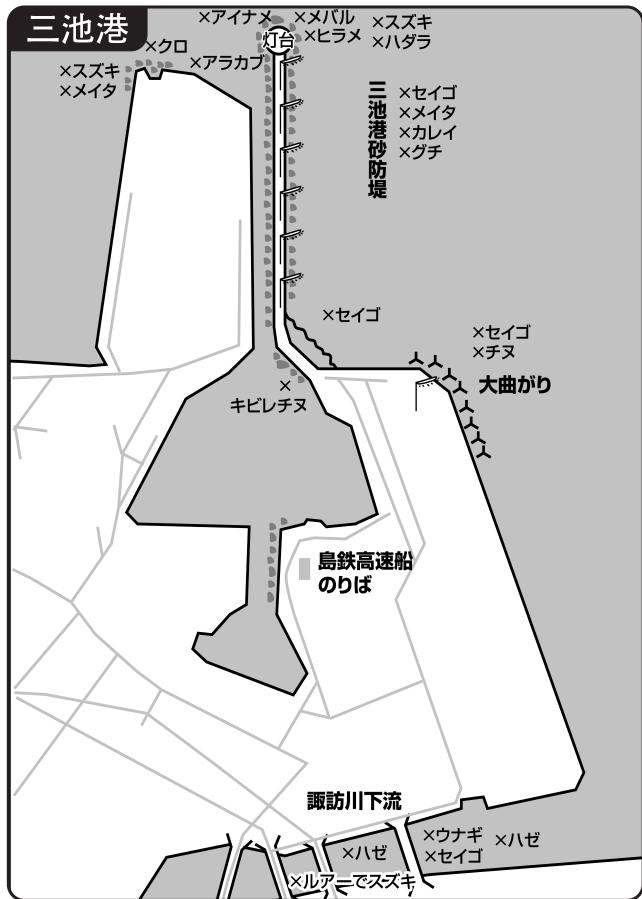 三池港
×アイナメ
×メバル
×スズキ
×ヒラメ
×ハダラ
灯台
×クロ
×アラカブ
×スズキ
×メイタ
三池港砂防堤
×セイゴ
×メイタ
×カレイ
×グチ
×セイゴ
×セイゴ
×チヌ
大曲がり
×
キビレチヌ
島鉄高速船
のりば
諏訪川下流
×ウナギ
×ハゼ
×セイゴ
×ハゼ
×ルアーでスズキ